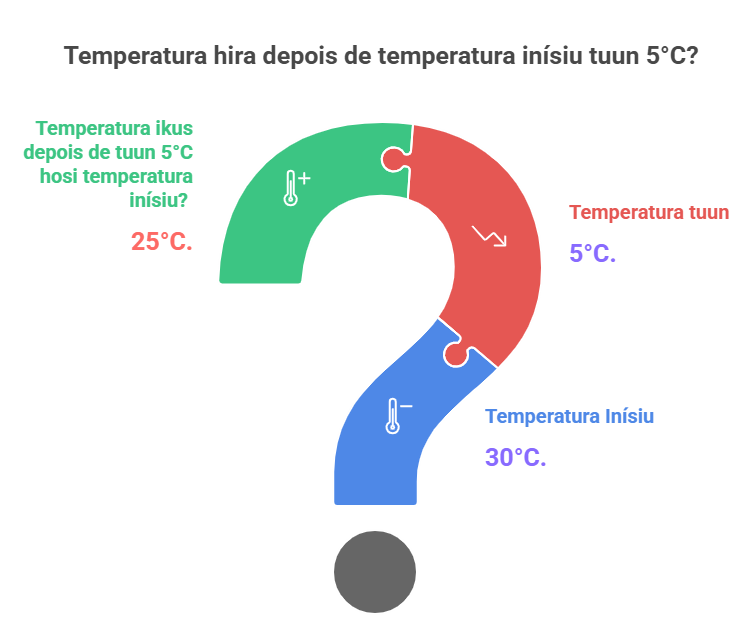 Temperatura hira depois de temperatura inísiu tuun 5°C?
Temperatura ikus
depois de tuun 5°C
hosi temperatura
inísiu?
25°C.
Temperatura tuun
5°C.
Temperatura Inísiu
30°C.